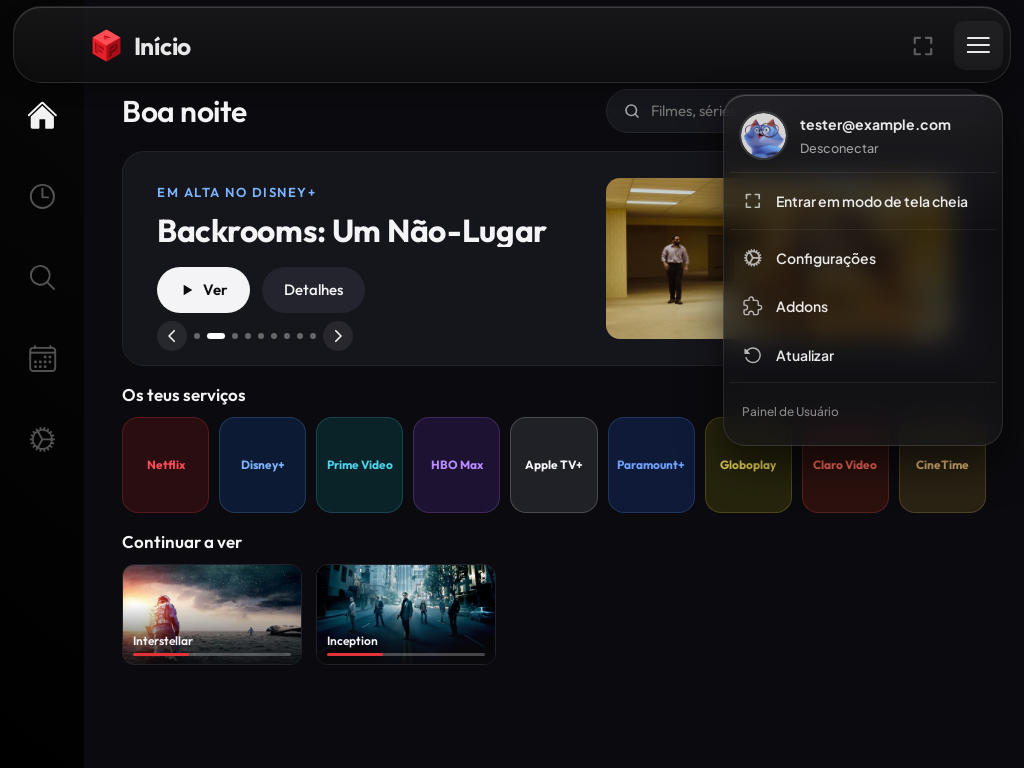 Início
Boa noite
Filmes, série
tester@example.com
Desconectar
Entrar em modo de tela cheia
Configurações
Addons
Atualizar
Painel de Usuário
EM ALTA NO DISNEY+
Backrooms: Um Não-Lugar
Ver
Detalhes
Os teus serviços
Netflix
Disney+
Prime Video
HBO Max
Apple TV+
Paramount+
Globoplay
Claro Video
CineTime
Continuar a ver
Interstellar
Inception